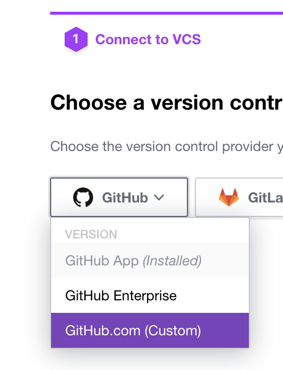 1 Connect to VCS
Choose a version contr
Choose the version control provider y
GitHub GitLa
VERSION
GitHub App (Installed)
GitHub Enterprise
GitHub.com (Custom)